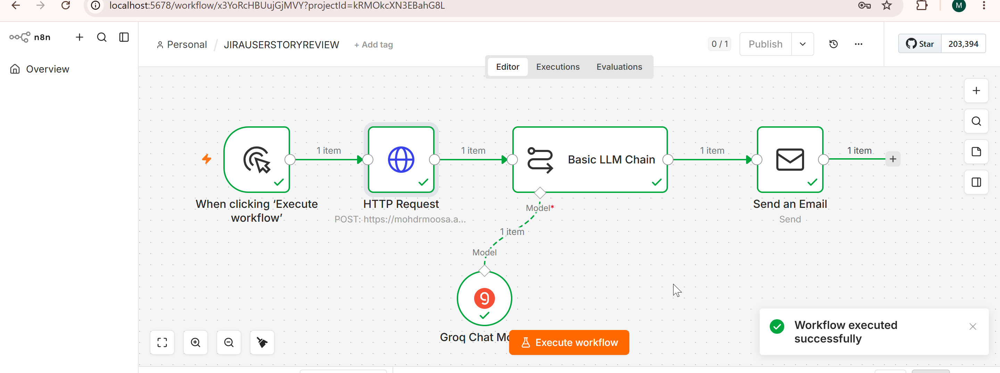 localhost:5678/workflow/x3YoRcHBUujGjMVY?projectId=kRMOkcXN3EBahG8L
M
n8n
Personal / JIRAUSERSTORYREVIEW + Add tag
0 / 1
Publish
Star 203,394
Overview
Editor Executions Evaluations
1 item
1 item
1 item
1 item
Basic LLM Chain
When clicking ‘Execute
workflow’
HTTP Request
POST: https://mohdrmoosa.a...
Model*
Send an Email
Send
1 item
Model
Groq Chat Mo
Execute workflow
Workflow executed
successfully